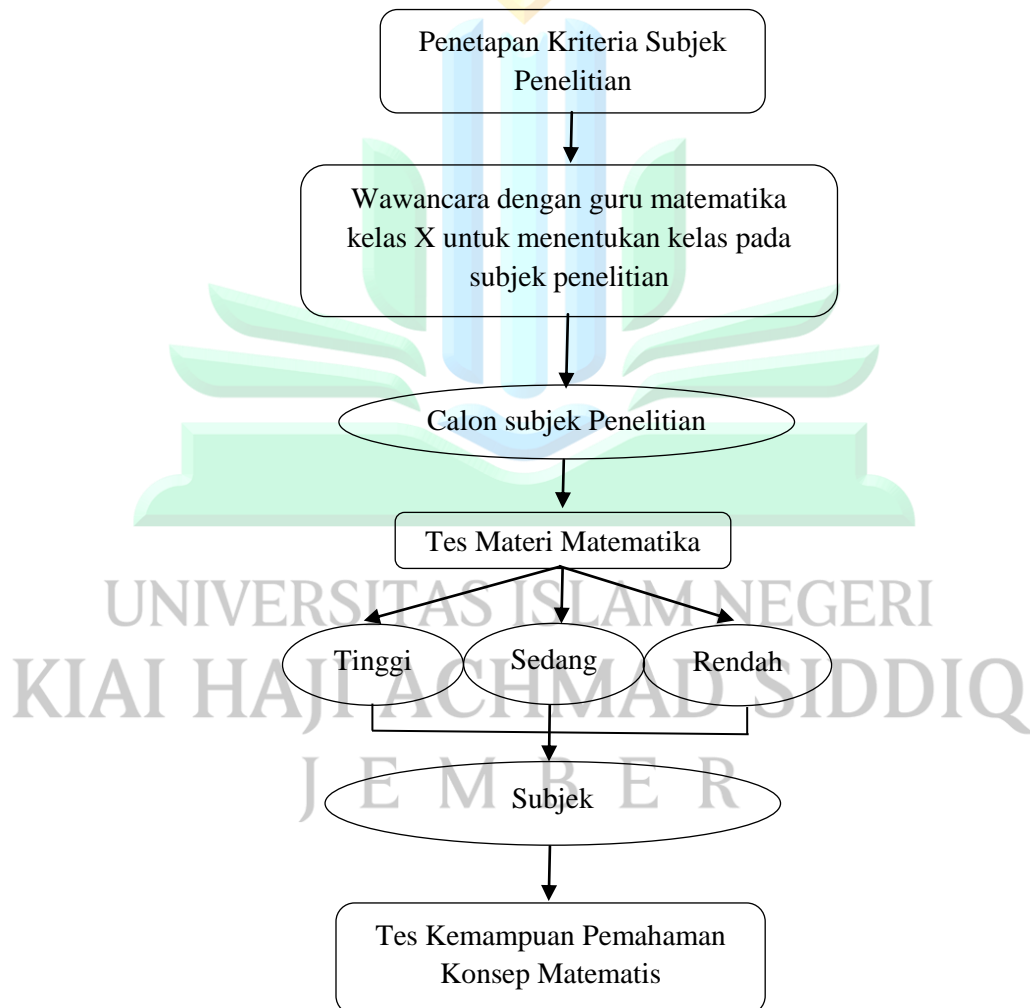 Penetapan Kriteria Subjek
Penelitian
Wawancara dengan guru matematika
kelas X untuk menentukan kelas pada
subjek penelitian
Calon subjek Penelitian
Tes Materi Matematika
UNIVERSITAS ISLAM NEGERI
Tinggi
Sedang
Rendah
KIAI HAJI ACHMAD SIDDIQ
JEMBER
Subjek
Tes Kemampuan Pemahaman
Konsep Matematis